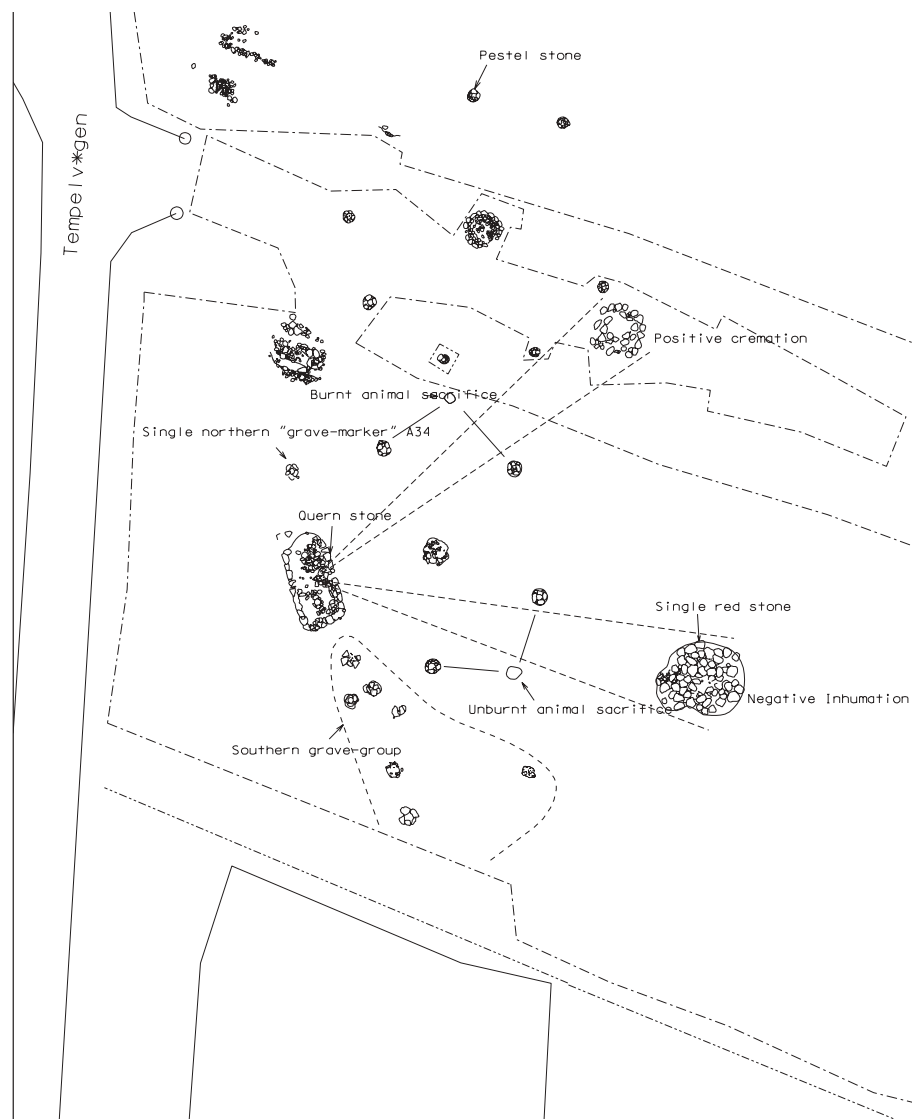 Pestel stone
Tempelv*gen
Positive cremation
Burnt animal sacrifice
Single northern "grave-marker" A34
Quern stone
Single red stone
Negative Inhumation
Unburnt animal sacrifice
Southern grave-group